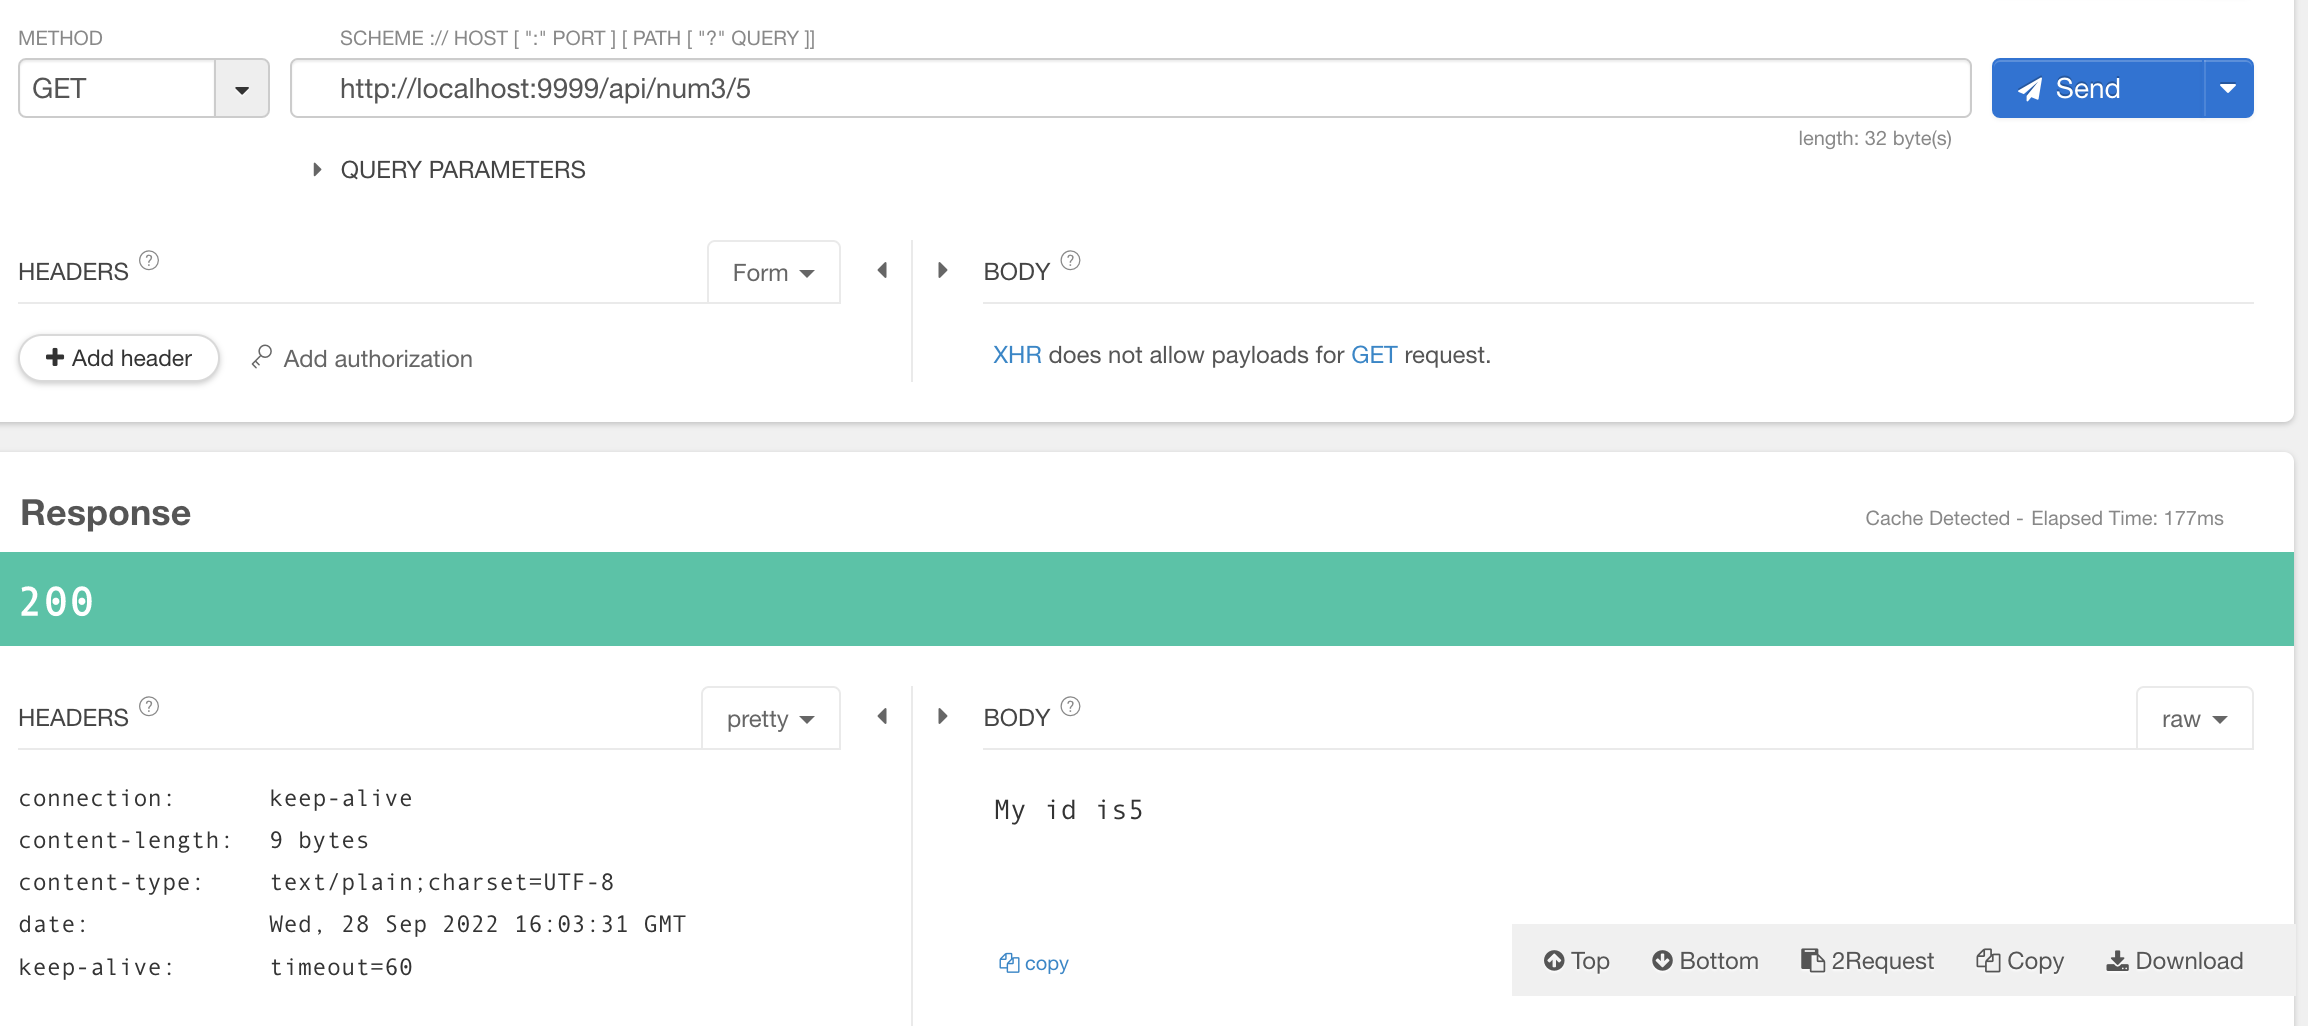 METHOD
SCHEME :// HOST [ ":" PORT ] [ PATH [ "?" QUERY ]]
GET
http://localhost:9999/api/num3/5
Send
length: 32 byte(s)
QUERY PARAMETERS
HEADERS ?
Form
BODY ?
Add header
Add authorization
XHR does not allow payloads for GET request.
Response
Cache Detected - Elapsed Time: 177ms
200
HEADERS ?
pretty
BODY ?
raw
connection: keep-alive
content-length: 9 bytes
content-type: text/plain;charset=UTF-8
date: Wed, 28 Sep 2022 16:03:31 GMT
keep-alive: timeout=60
My id is5
copy
Top Bottom 2Request Copy Download